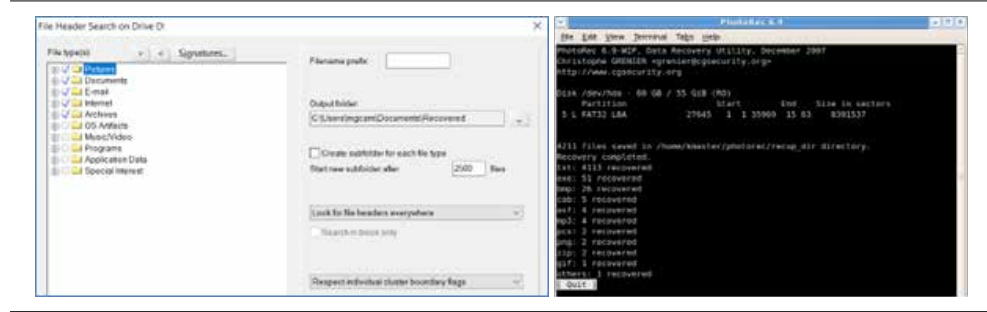 File Header Search on Drive D:
File type(s)
Signatures...
Pictures
Documents
E-mail
Internet
Archives
OS Artifacts
Music/Video
Programs
Application Data
Special Interest
Filename prefix:
Output folder:
Create subfolder for each file type
Start new subfolder after 2500 files
Look for file headers everywhere
Search in block only
Respect individual cluster boundary flags
PhotoRec 6.9
File Edit View Terminal Tabs Help
PhotoRec 6.9-WIP, Data Recovery Utility, December 2007
Christophe GRENIER <grenier@cgsecurity.org>
http://www.cgsecurity.org
Disk /dev/hda - 60 GB / 55 GiB (RO)
Partition Start End Size in sectors
5 L FAT32 LBA 27645 1 1 35969 15 63 8391537
4211 files saved in /home/kmaster/photorec/recup_dir directory.
Recovery completed.
txt: 4113 recovered
exe: 51 recovered
bmp: 26 recovered
cab: 5 recovered
asf: 4 recovered
mp3: 4 recovered
pcx: 2 recovered
png: 2 recovered
zip: 2 recovered
gif: 1 recovered
others: 1 recovered
[ Quit ]